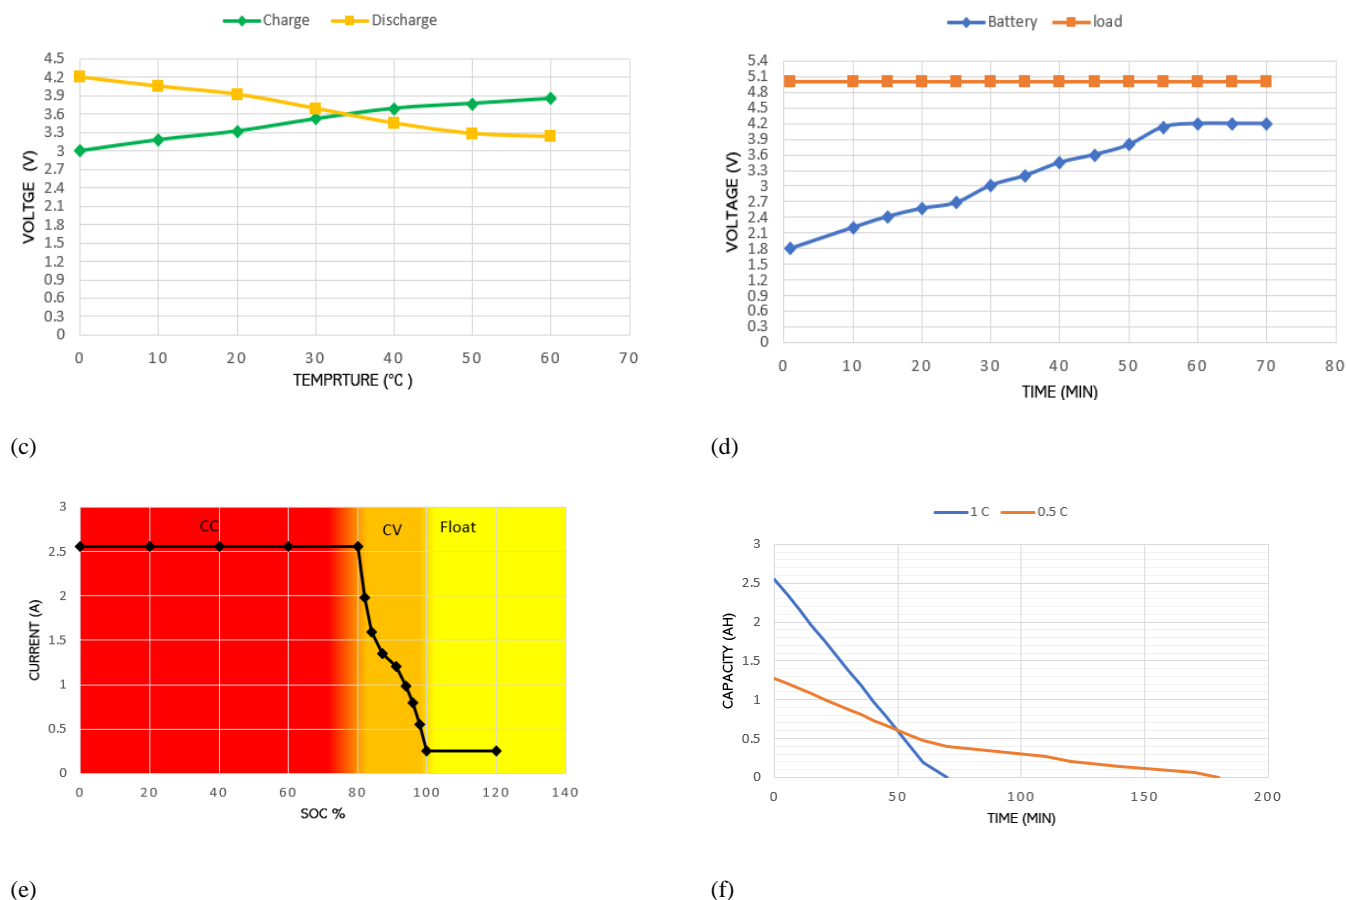 Charge Discharge
4.5
4.2
3.9
3.6
3.3
3
2.7
2.4
2.1
1.8
1.5
1.2
0.9
0.6
0.3
0
VOLTGE (V)
0 10 20 30 40 50 60 70
TEMPRTURE (°C )
(c)
Battery load
5.4
5.1
4.8
4.5
4.2
3.9
3.6
3.3
3
2.7
2.4
2.1
1.8
1.5
1.2
0.9
0.6
0.3
0
VOLTAGE (V)
0 10 20 30 40 50 60 70 80
TIME (MIN)
(d)
CC CV Float
3
2.5
2
1.5
1
0.5
0
CURRENT (A)
0 20 40 60 80 100 120 140
SOC %
(e)
1 C 0.5 C
3
2.5
2
1.5
1
0.5
0
CAPACITY (AH)
0 50 100 150 200
TIME (MIN)
(f)